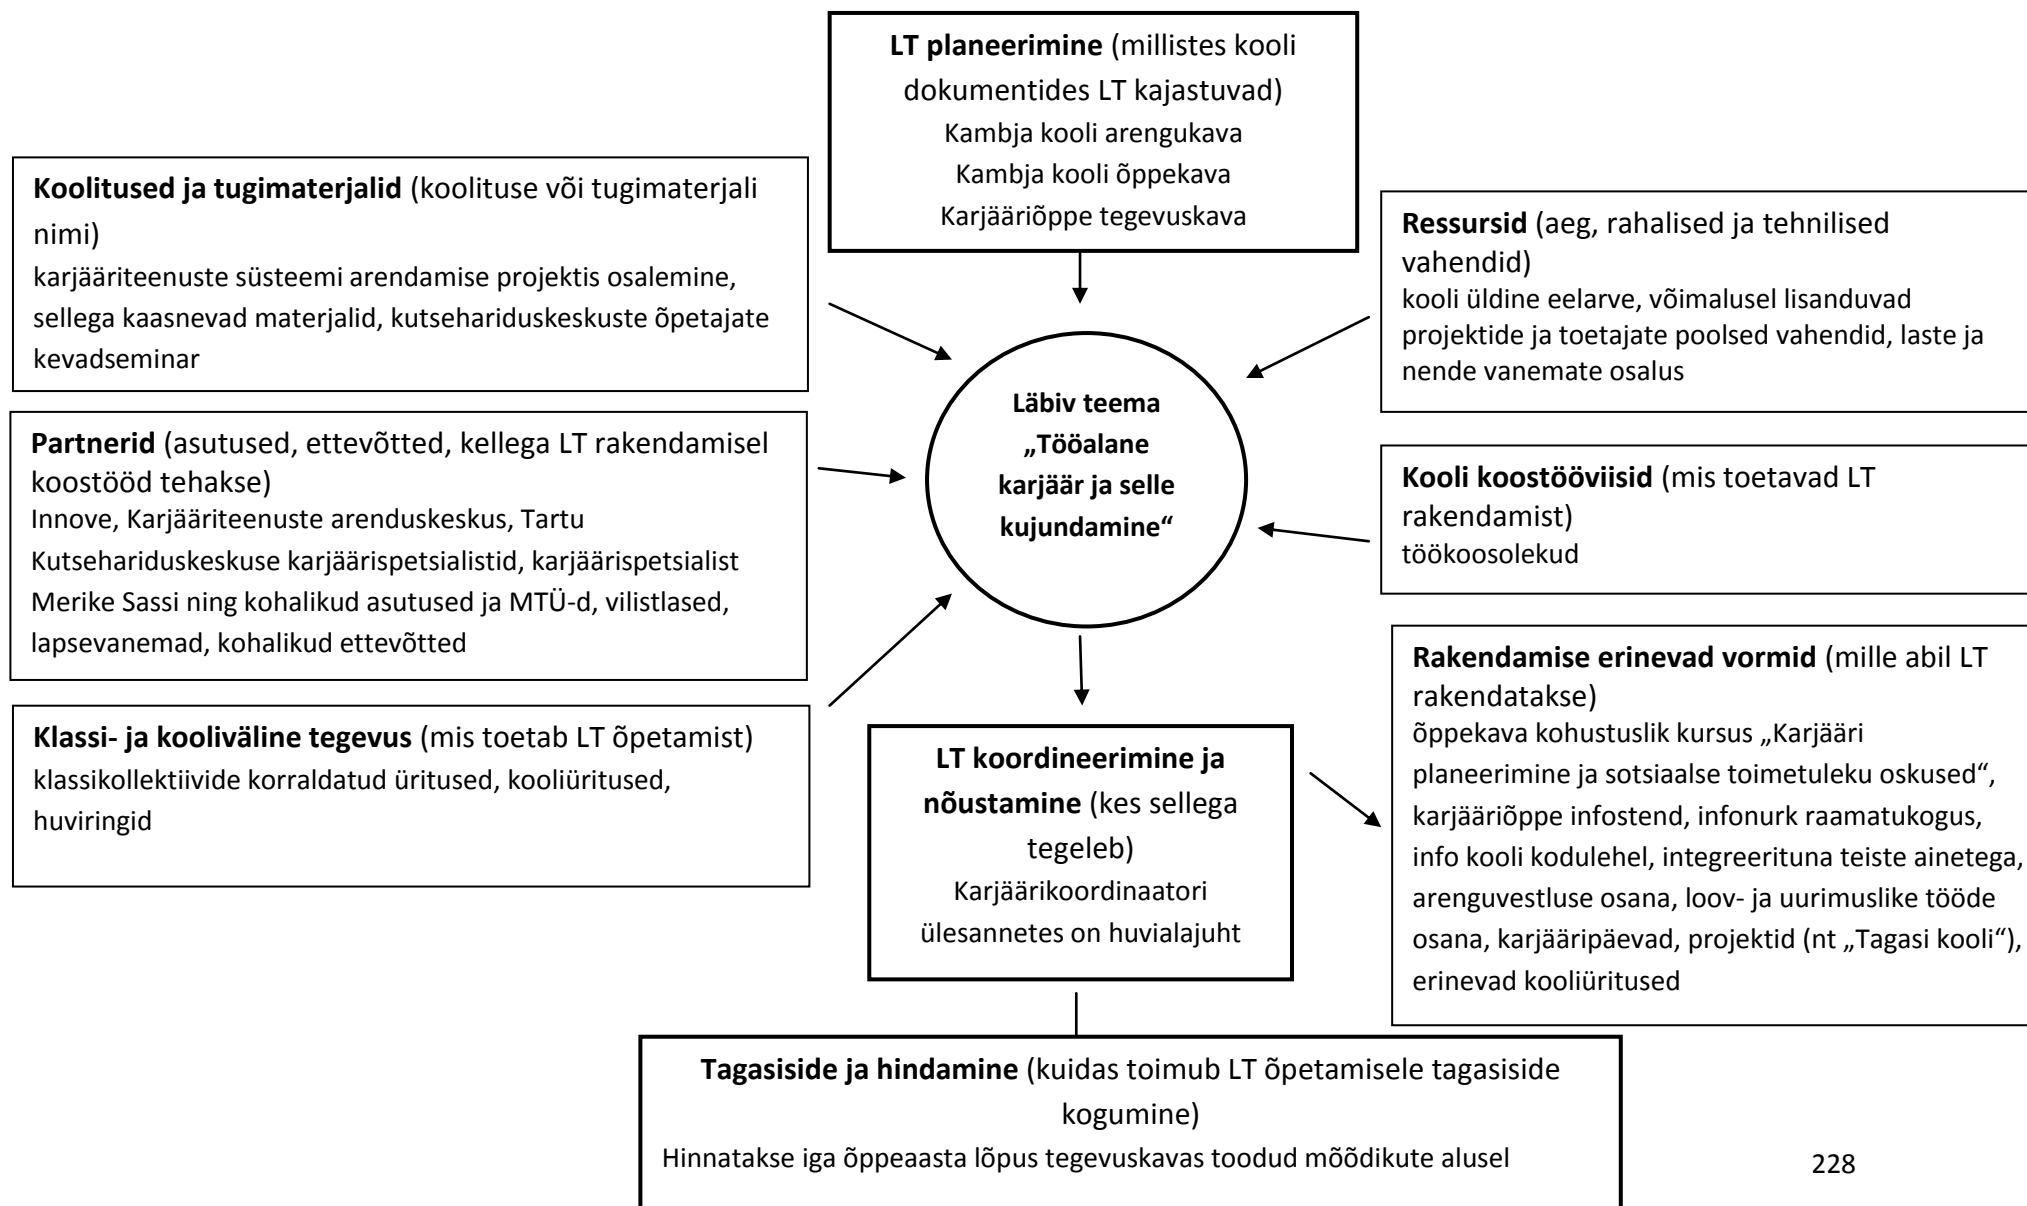 LT planeerimine (millistes kooli
dokumentides LT kajastuvad)
Kambja kooli arengukava
Kambja kooli õppekava
Karjääriõppe tegevuskava
Koolitused ja tugimaterjalid (koolituse või tugimaterjali
nimi)
karjääriteenuste süsteemi arendamise projektis osalemine,
sellega kaasnevad materjalid, kutsehariduskeskuste õpetajate
kevadseminar
Ressursid (aeg, rahalised ja tehnilised
vahendid)
kooli üldine eelarve, võimalusel lisanduvad
projektide ja toetajate poolsed vahendid, laste ja
nende vanemate osalus
Läbiv teema
„Tööalane
karjäär ja selle
kujundamine“
Partnerid (asutused, ettevõtted, kellega LT rakendamisel
koostööd tehakse)
Innove, Karjääriteenuste arenduskeskus, Tartu
Kutsehariduskeskuse karjäärispetsialistid, karjäärispetsialist
Merike Sassi ning kohalikud asutused ja MTÜ-d, vilistlased,
lapsevanemad, kohalikud ettevõtted
Kooli koostööviisid (mis toetavad LT
rakendamist)
töökoosolekud
Klassi- ja kooliväline tegevus (mis toetab LT õpetamist)
klassikollektiivide korraldatud üritused, kooliüritused,
huviringid
LT koordineerimine ja
nõustamine (kes sellega
tegeleb)
Karjäärikoordinaatori
ülesannetes on huvialajuht
Rakendamise erinevad vormid (mille abil LT
rakendatakse)
õppekava kohustuslik kursus „Karjääri
planeerimine ja sotsiaalse toimetuleku oskused“,
karjääriõppe infostend, infonurk raamatukogus,
info kooli kodulehel, integreerituna teiste ainetega,
arenguvestluse osana, loov- ja uurimuslike tööde
osana, karjääripäevad, projektid (nt „Tagasi kooli“),
erinevad kooliüritused
Tagasiside ja hindamine (kuidas toimub LT õpetamisele tagasiside
kogumine)
Hinnatakse iga õppeaasta lõpus tegevuskavas toodud mõõdikute alusel
228